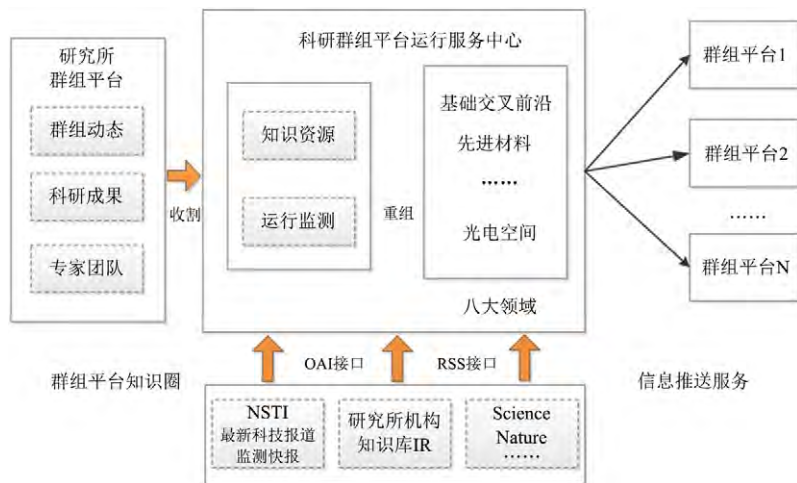 研究所
群组平台
群组动态
科研成果
专家团队
收割
科研群组平台运行服务中心
知识资源
运行监测
重组
基础交叉前沿
先进材料
……
光电空间
八大领域
群组平台1
群组平台2
……
群组平台N
群组平台知识圈
OAI接口
RSS接口
信息推送服务
NSTI
最新科技报道
监测快报
研究所机构
知识库IR
Science
Nature
……